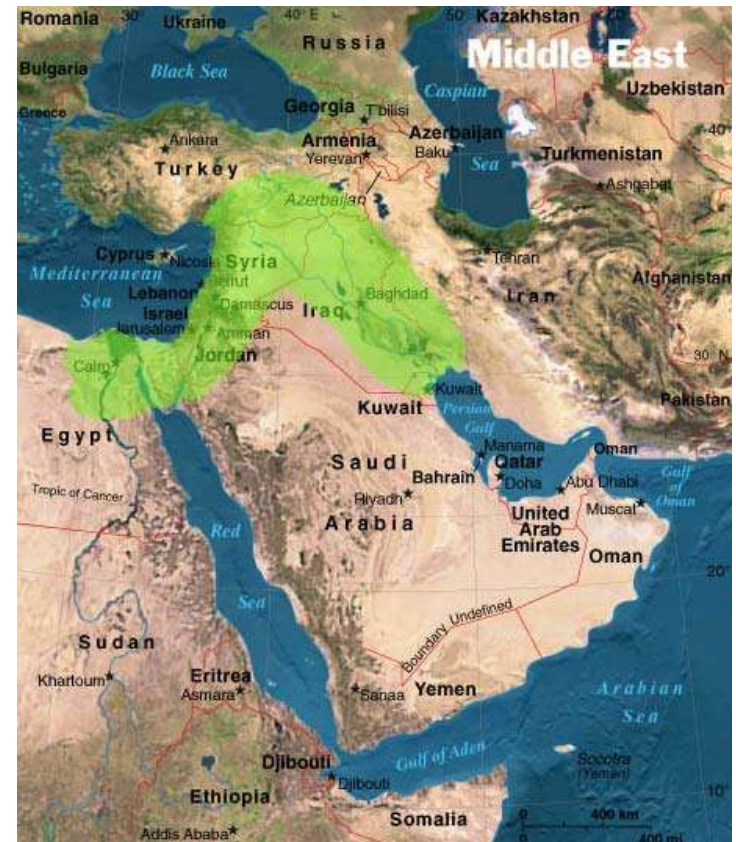 Romania
30°
Ukraine
40° E
50°
Kazakhstan
60°
Russia
Middle East
Bulgaria
Black Sea
Caspian
Uzbekistan
Greece
Georgia
T'bilisi
Ankara
Armenia
Azerbaijan
40°
Turkey
Yerevan
Baku
Sea
Turkmenistan
Azerbaijan
Ashgabat
Cyprus
Nicosia
Syria
Tehran
Mediterranean
Sea
Lebanon
Beirut
Baghdad
Iran
Afghanistan
Israel
Damascus
Iraq
Jerusalem
Amman
Cairo
Jordan
30 N
Kuwait
Kuwait
Persian
Gulf
Pakistan
Egypt
Manama
Oman
Saudi
Arabia
Bahrain
Qatar
Doha
Abu Dhabi
Gulf
of
Oman
Tropic of Cancer
Riyadh
United
Arab
Emirates
Muscat
Red
Sea
Oman
20°
Boundary Undefined
Sudan
Khartoum
Eritrea
Asmara
Sanaa
Yemen
Arabian
Sea
Djibouti
Djibouti
Gulf of Aden
Socotra
(Yemen)
Ethiopia
10°
Somalia
0
400 km
Addis Ababa
0
400 mi